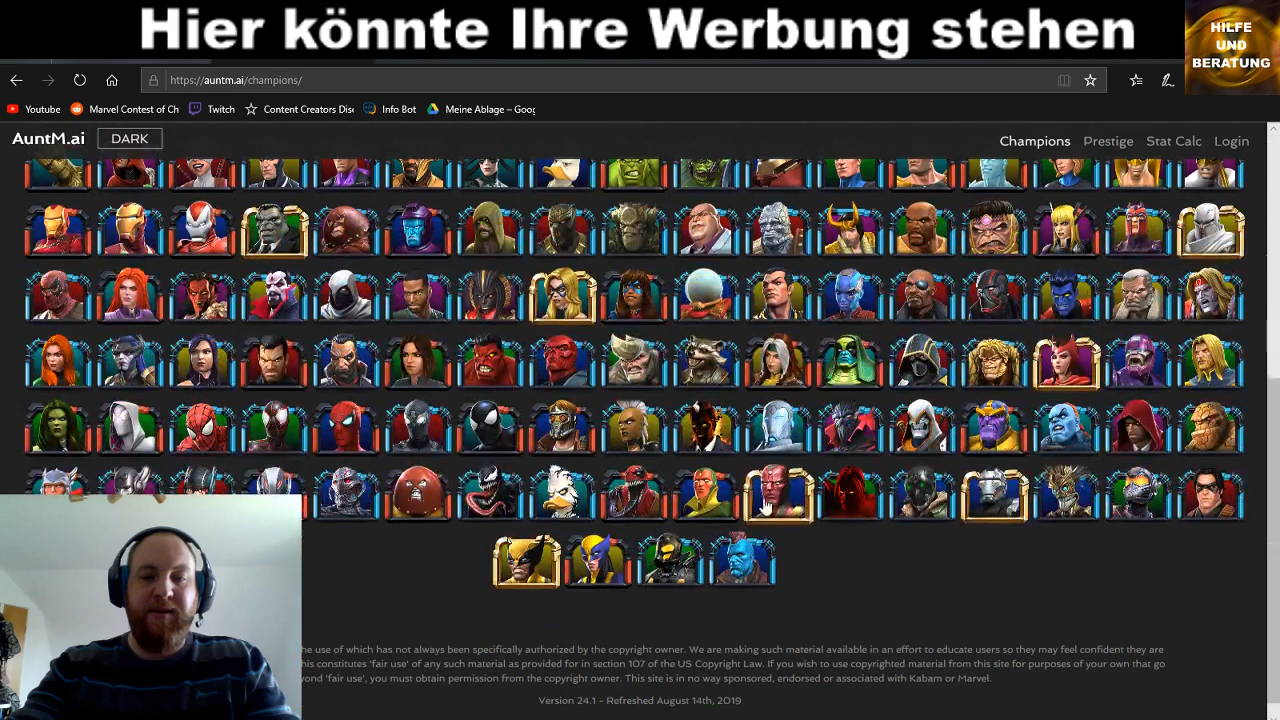 Hier könnte Ihre Werbung stehen
HILFE
UND
BERATUNG
https://auntm.ai/champions/
Youtube Marvel Contest of Ch Twitch Content Creators Disc Info Bot Meine Ablage – Goog
AuntM.ai DARK Champions Prestige Stat Calc Login
he use of which has not always been specifically authorized by the copyright owner. We are making such material available in an effort to educate users so they may feel confident they are
his constitutes 'fair use' of any such material as provided for in section 107 of the US Copyright Law. If you wish to use copyrighted material from this site for purposes of your own that go
yond 'fair use', you must obtain permission from the copyright owner. This site is in no way sponsored, endorsed or associated with Kabam or Marvel.
Version 24.1 - Refreshed August 14th, 2019